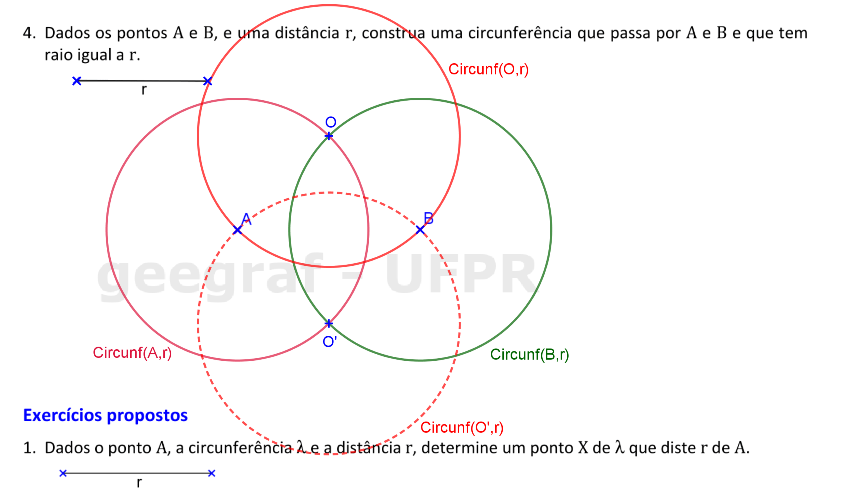 4. Dados os pontos A e B, e uma distância r, construa uma circunferência que passa por A e B e que tem
raio igual a r.
Circunf(O,r)
r
O
A
B
geegraf - UFPR
O'
Circunf(A,r)
Circunf(B,r)
Exercícios propostos
Circunf(O',r)
1. Dados o ponto A, a circunferência λ e a distância r, determine um ponto X de λ que diste r de A.
r